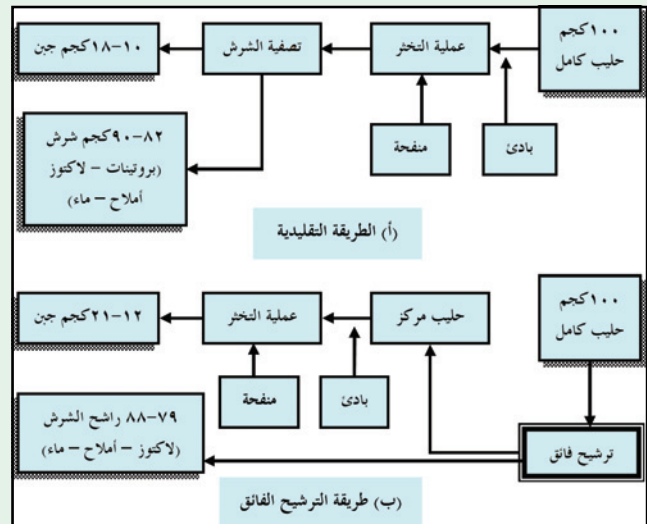 ١٠٠كجم
حليب كامل
عملية التخثر
تصفية الشرش
١٠-١٨كجم جبن
بادئ
منفحة
٨٢-٩٠كجم شرش
(بروتينات – لاكتوز
أملاح – ماء)
(أ) الطريقة التقليدية
١٠٠كجم
حليب كامل
حليب مركز
عملية التخثر
١٢-٢١كجم جبن
بادئ
منفحة
٧٩-٨٨ راشح الشرش
(لاكتوز – أملاح – ماء)
ترشيح فائق
(ب) طريقة الترشيح الفائق